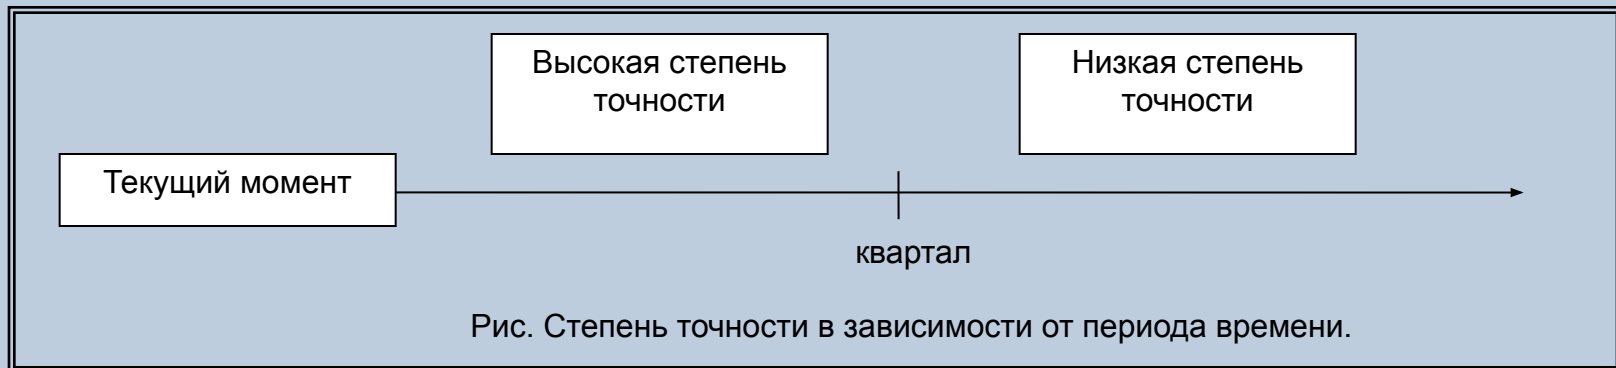 Высокая степень
точности
Низкая степень
точности
Текущий момент
квартал
Рис. Степень точности в зависимости от периода времени.